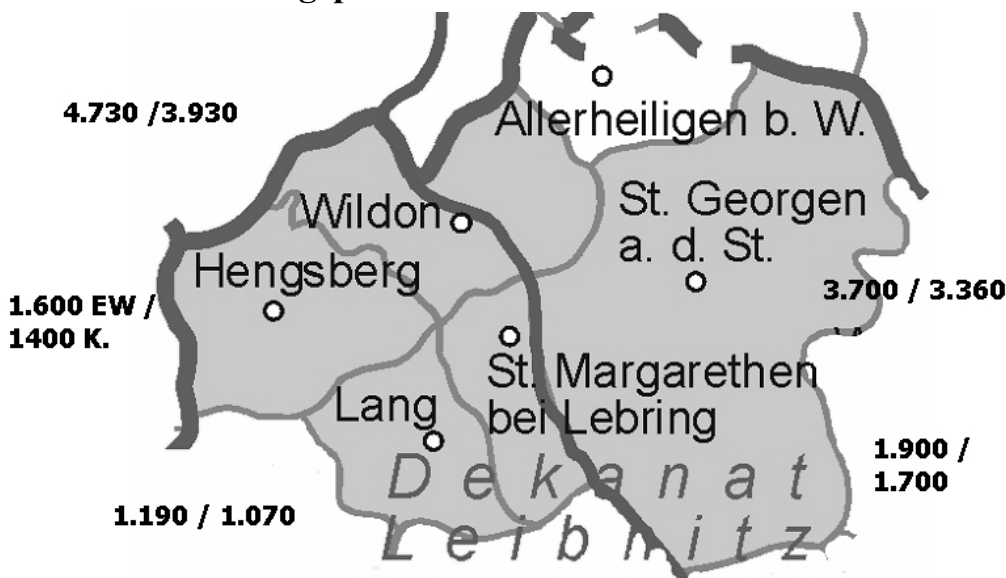 4.730 /3.930
Allerheiligen b. W.
Wildon
St. Georgen
a. d. St.
Hengsberg
1.600 EW /
1400 K.
3.700 / 3.360
St. Margarethen
bei Lebring
Lang
1.900 /
1.700
Dekanat
Leibnitz
1.190 / 1.070